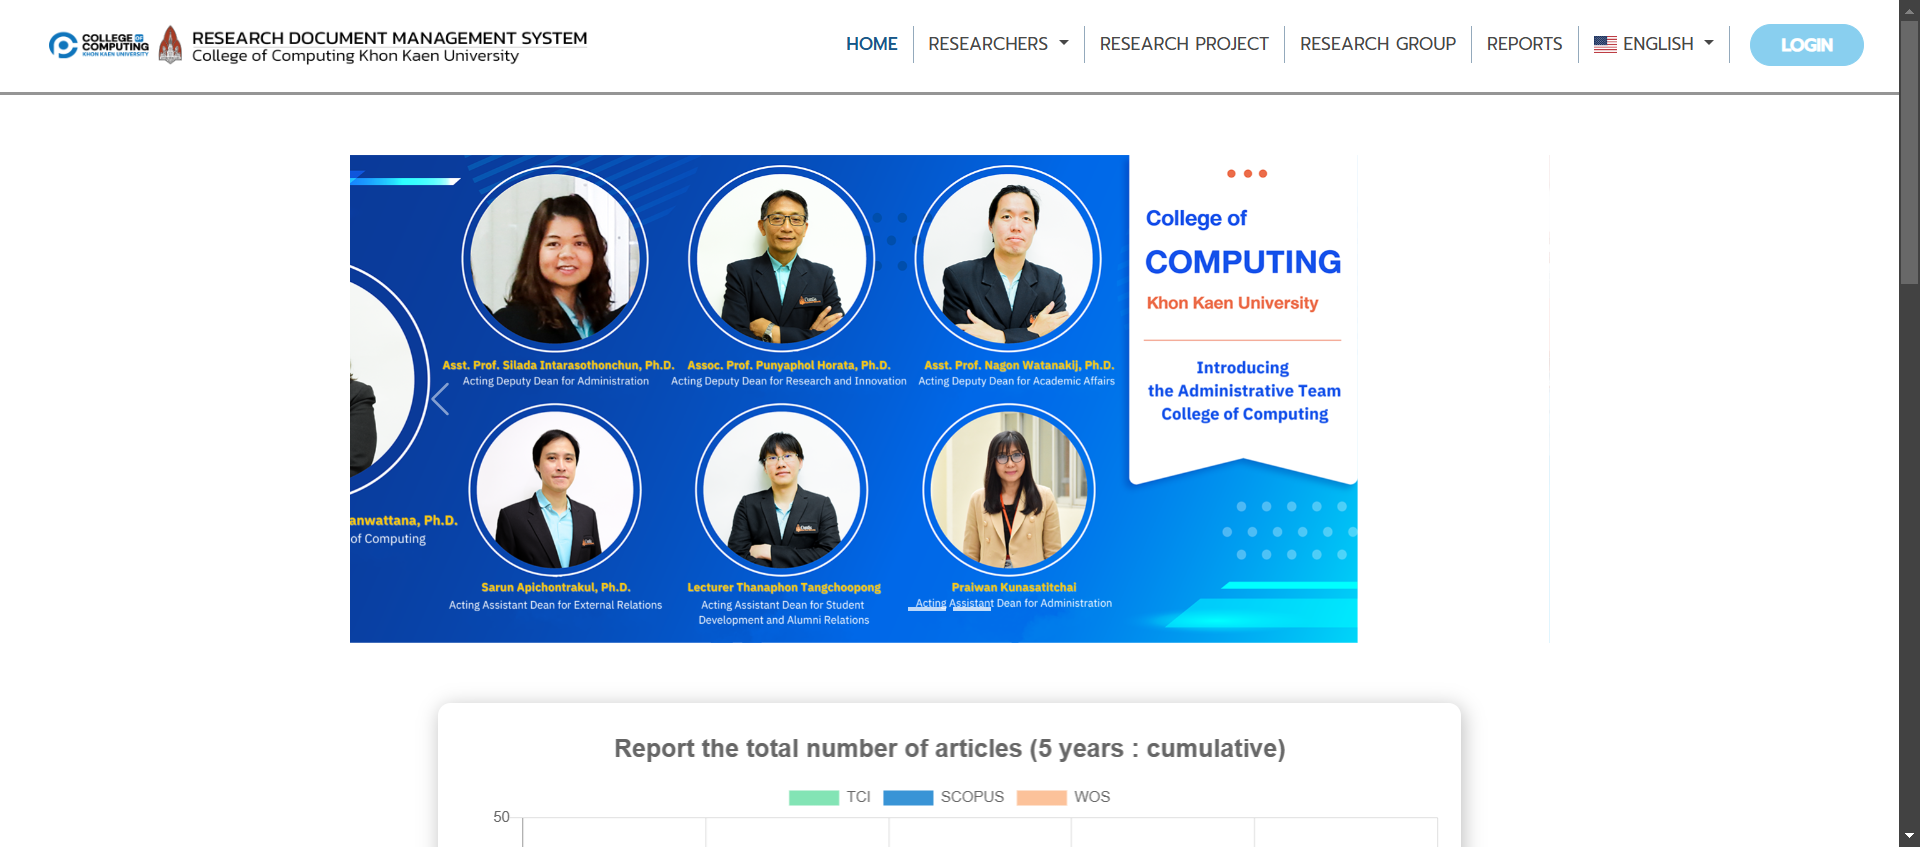 COLLEGE OF
COMPUTING
KHON KAEN UNIVERSITY
RESEARCH DOCUMENT MANAGEMENT SYSTEM
College of Computing Khon Kaen University
HOME
RESEARCHERS
RESEARCH PROJECT
RESEARCH GROUP
REPORTS
ENGLISH
LOGIN
College of
COMPUTING
Khon Kaen University
Introducing
the Administrative Team
College of Computing
Asst. Prof. Silada Intarasothonchun, Ph.D.
Acting Deputy Dean for Administration
Assoc. Prof. Punyaphol Horata, Ph.D.
Acting Deputy Dean for Research and Innovation
Asst. Prof. Nagon Watanakij, Ph.D.
Acting Deputy Dean for Academic Affairs
anwattana, Ph.D.
of Computing
Sarun Apichontrakul, Ph.D.
Acting Assistant Dean for External Relations
Lecturer Thanaphon Tangchoopong
Acting Assistant Dean for Student
Development and Alumni Relations
Praiwan Kunasatitchai
Acting Assistant Dean for Administration
Report the total number of articles (5 years : cumulative)
TCI
SCOPUS
WOS
50